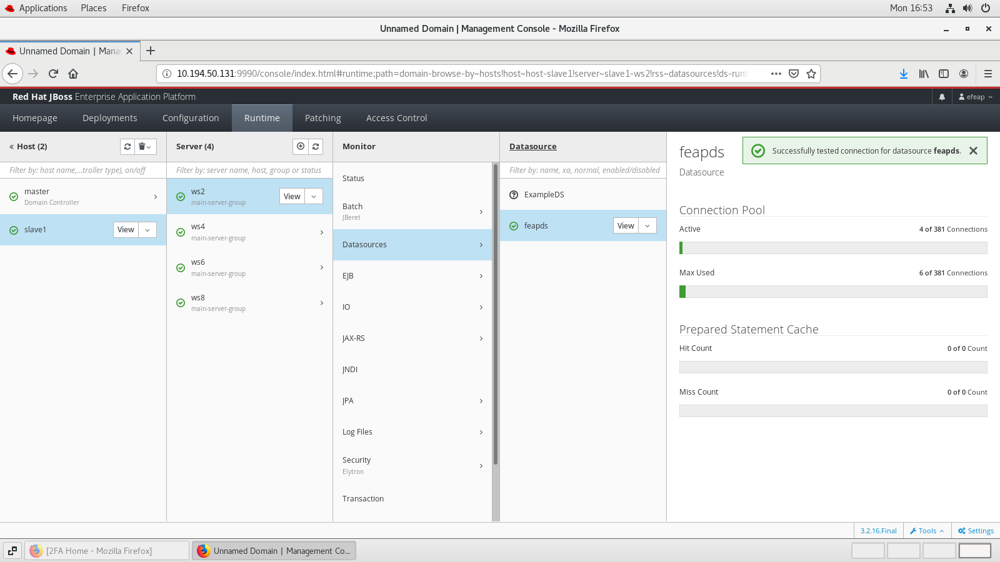 Applications Places Firefox Mon 16:53
Unnamed Domain | Management Console - Mozilla Firefox
Unnamed Domain | Mana
10.194.50.131:9990/console/index.html#runtime;path=domain-browse-by~hosts!host~host-slave1!server~slave1-ws2!rss~datasources!ds-runt
Red Hat JBoss Enterprise Application Platform efeap
Homepage Deployments Configuration Runtime Patching Access Control
Host (2)
Filter by: host name,...troller type), on/off
master
Domain Controller
slave1 View
Server (4)
Filter by: server name, host, group or status
ws2
main-server-group
View
ws4
main-server-group
ws6
main-server-group
ws8
main-server-group
Monitor
Status
Batch
JBeret
Datasources
EJB
IO
JAX-RS
JNDI
JPA
Log Files
Security
Elytron
Transaction
Datasource
Filter by: name, xa, normal, enabled/disabled
ExampleDS
feapds View
feapds
Datasource
Successfully tested connection for datasource feapds.
Connection Pool
Active 4 of 381 Connections
Max Used 6 of 381 Connections
Prepared Statement Cache
Hit Count 0 of 0 Count
Miss Count 0 of 0 Count
3.2.16.Final Tools Settings
[2FA Home - Mozilla Firefox] Unnamed Domain | Management Co...